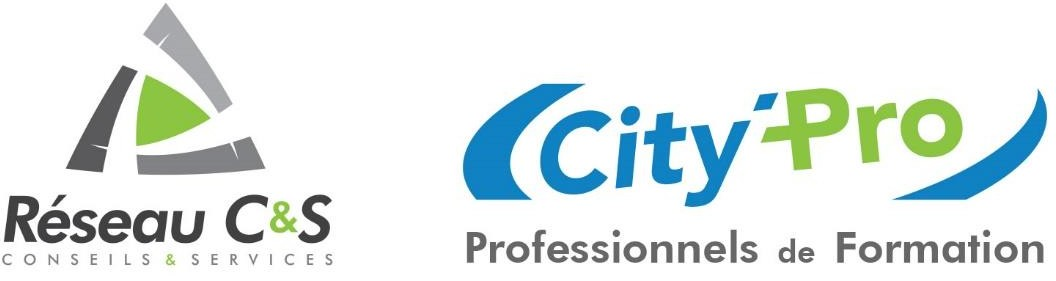 Réseau C&S
CONSEILS & SERVICES
City'Pro
Professionnels de Formation